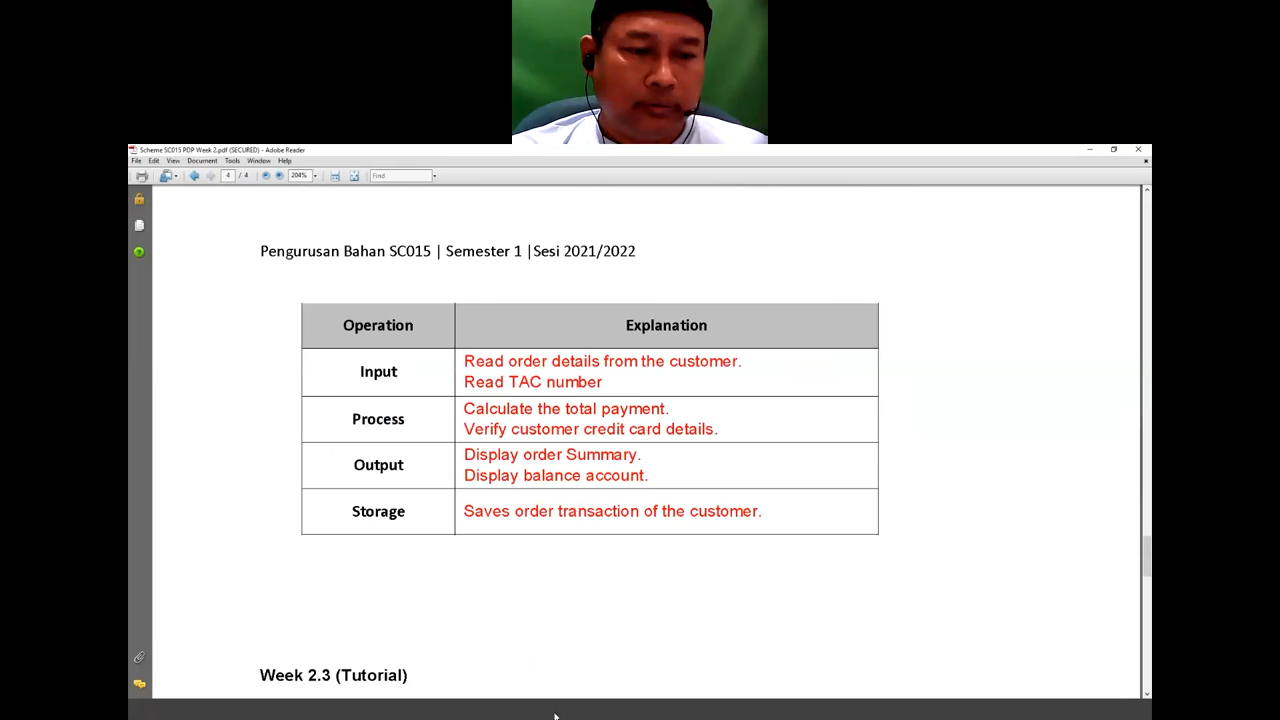 Scheme SC015 PDP Week 2.pdf (SECURED) - Adobe Reader
File Edit View Document Tools Window Help
4 / 4 204% Find
Pengurusan Bahan SC015 | Semester 1 |Sesi 2021/2022
Operation Explanation
Input Read order details from the customer.
Read TAC number
Process Calculate the total payment.
Verify customer credit card details.
Output Display order Summary.
Display balance account.
Storage Saves order transaction of the customer.
Week 2.3 (Tutorial)